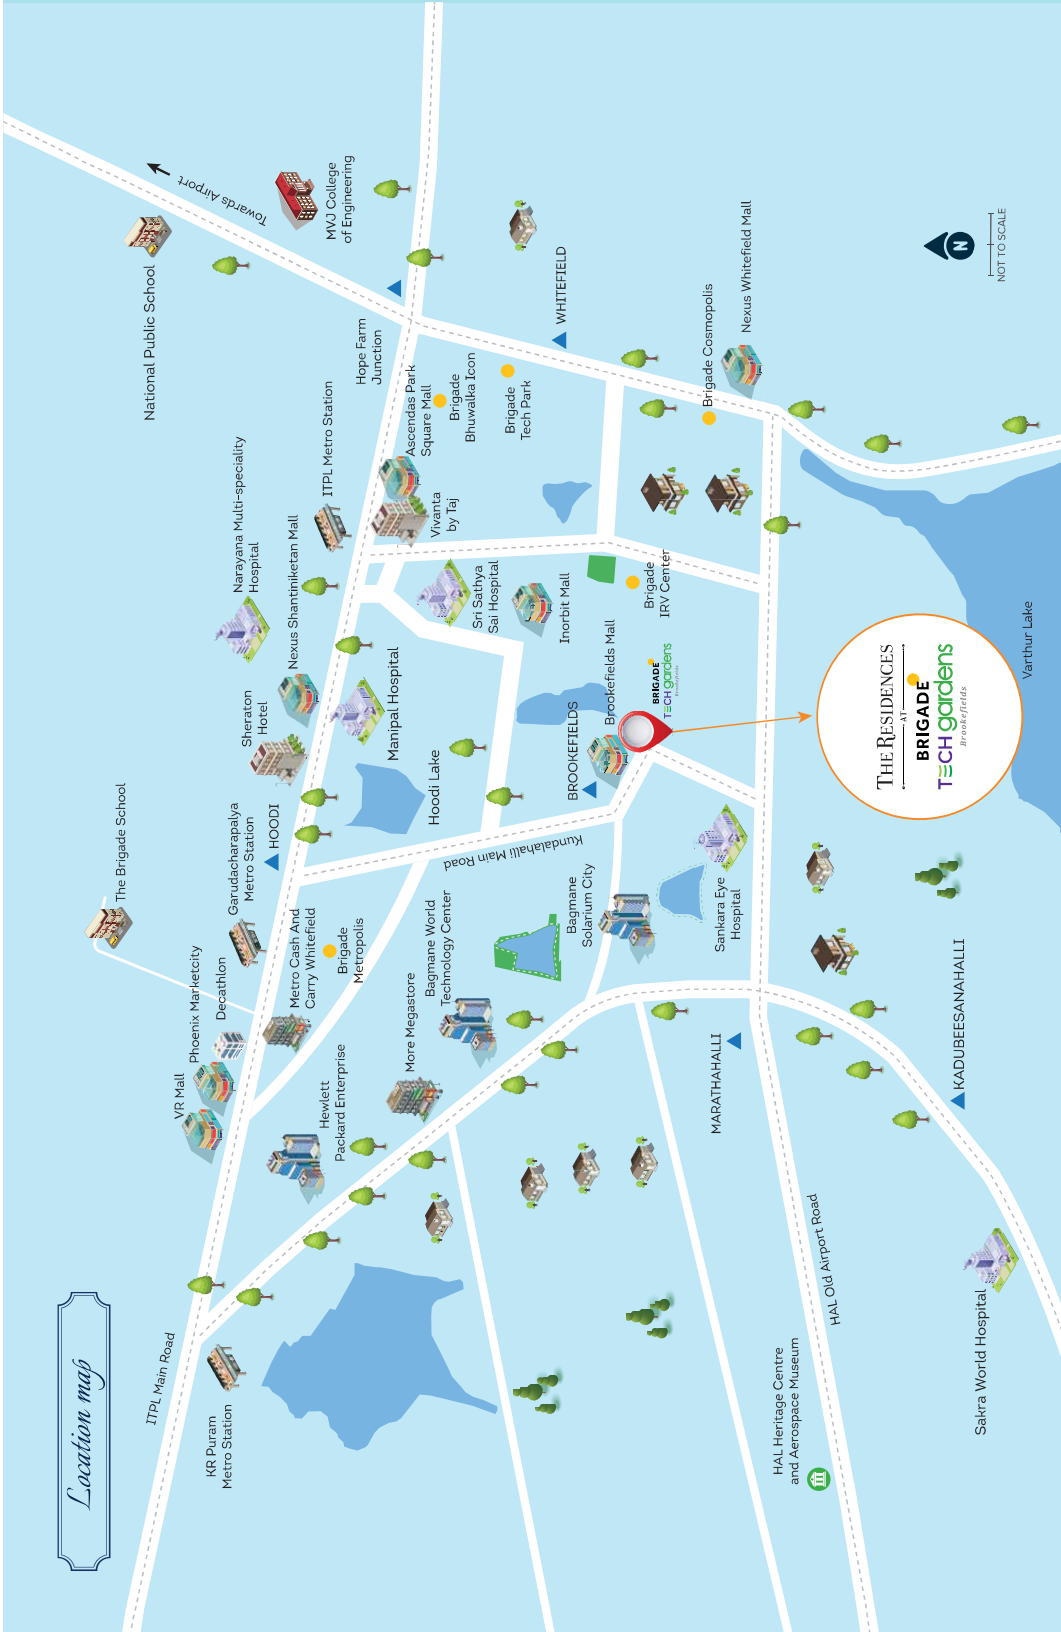 Location map
ITPL Main Road
KR Puram
Metro Station
VR Mall
Phoenix Marketcity
Decathlon
The Brigade School
Garudacharapalya
Metro Station
HOODI
Metro Cash And
Carry Whitefield
Brigade
Metropolis
Hewlett
Packard Enterprise
More Megastore
Bagmane World
Technology Center
Sheraton
Hotel
Nexus Shantiniketan Mall
Narayana Multi-speciality
Hospital
ITPL Metro Station
National Public School
Towards Airport
MVJ College
of Engineering
Hope Farm
Junction
Manipal Hospital
Hoodi Lake
Kundalahalli Main Road
Vivanta
by Taj
Ascendas Park
Square Mall
Brigade
Bhuwalka Icon
Brigade
Tech Park
WHITEFIELD
Sri Sathya
Sai Hospital
Inorbit Mall
Brigade
IRV Center
Brigade Cosmopolis
Nexus Whitefield Mall
Bagmane
Solarium City
BROOKEFIELDS
Brookefields Mall
BRIGADE
TECH gardens
Brookefields
Sankara Eye
Hospital
MARATHAHALLI
HAL Old Airport Road
HAL Heritage Centre
and Aerospace Museum
KADUBEESANAHALLI
Sakra World Hospital
THE RESIDENCES
AT
BRIGADE
TECH gardens
Brookefields
Varthur Lake
N
NOT TO SCALE